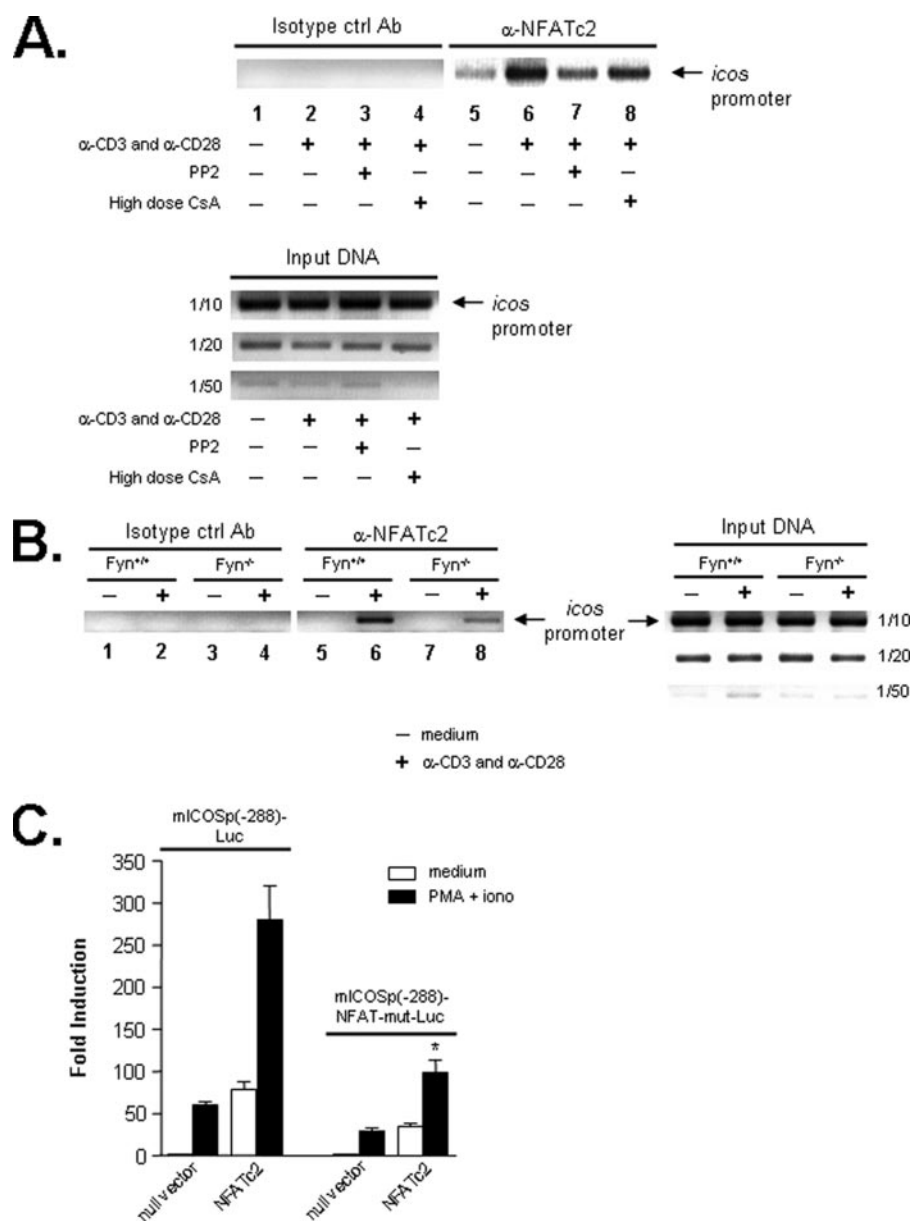 A.
Isotype ctrl Ab α-NFATc2
icos
promoter
1 2 3 4 5 6 7 8
α-CD3 and α-CD28 – + + + – + + +
PP2 – – + – – – + –
High dose CsA – – – + – – – +
Input DNA
1/10
icos
promoter
1/20
1/50
α-CD3 and α-CD28 – + + +
PP2 – – + –
High dose CsA – – – +
B.
Isotype ctrl Ab α-NFATc2 Input DNA
Fyn+/+ Fyn-/- Fyn+/+ Fyn-/- Fyn+/+ Fyn-/-
– + – + – + – + – + – +
icos
promoter
1/10
1/20
1/50
1 2 3 4 5 6 7 8
– medium
+ α-CD3 and α-CD28
C.
mICOSp(-288)-
Luc
medium
PMA + iono
mICOSp(-288)-
NFAT-mut-Luc
*
Fold Induction
350
300
250
200
150
100
50
0
null vector NFATc2 null vector NFATc2